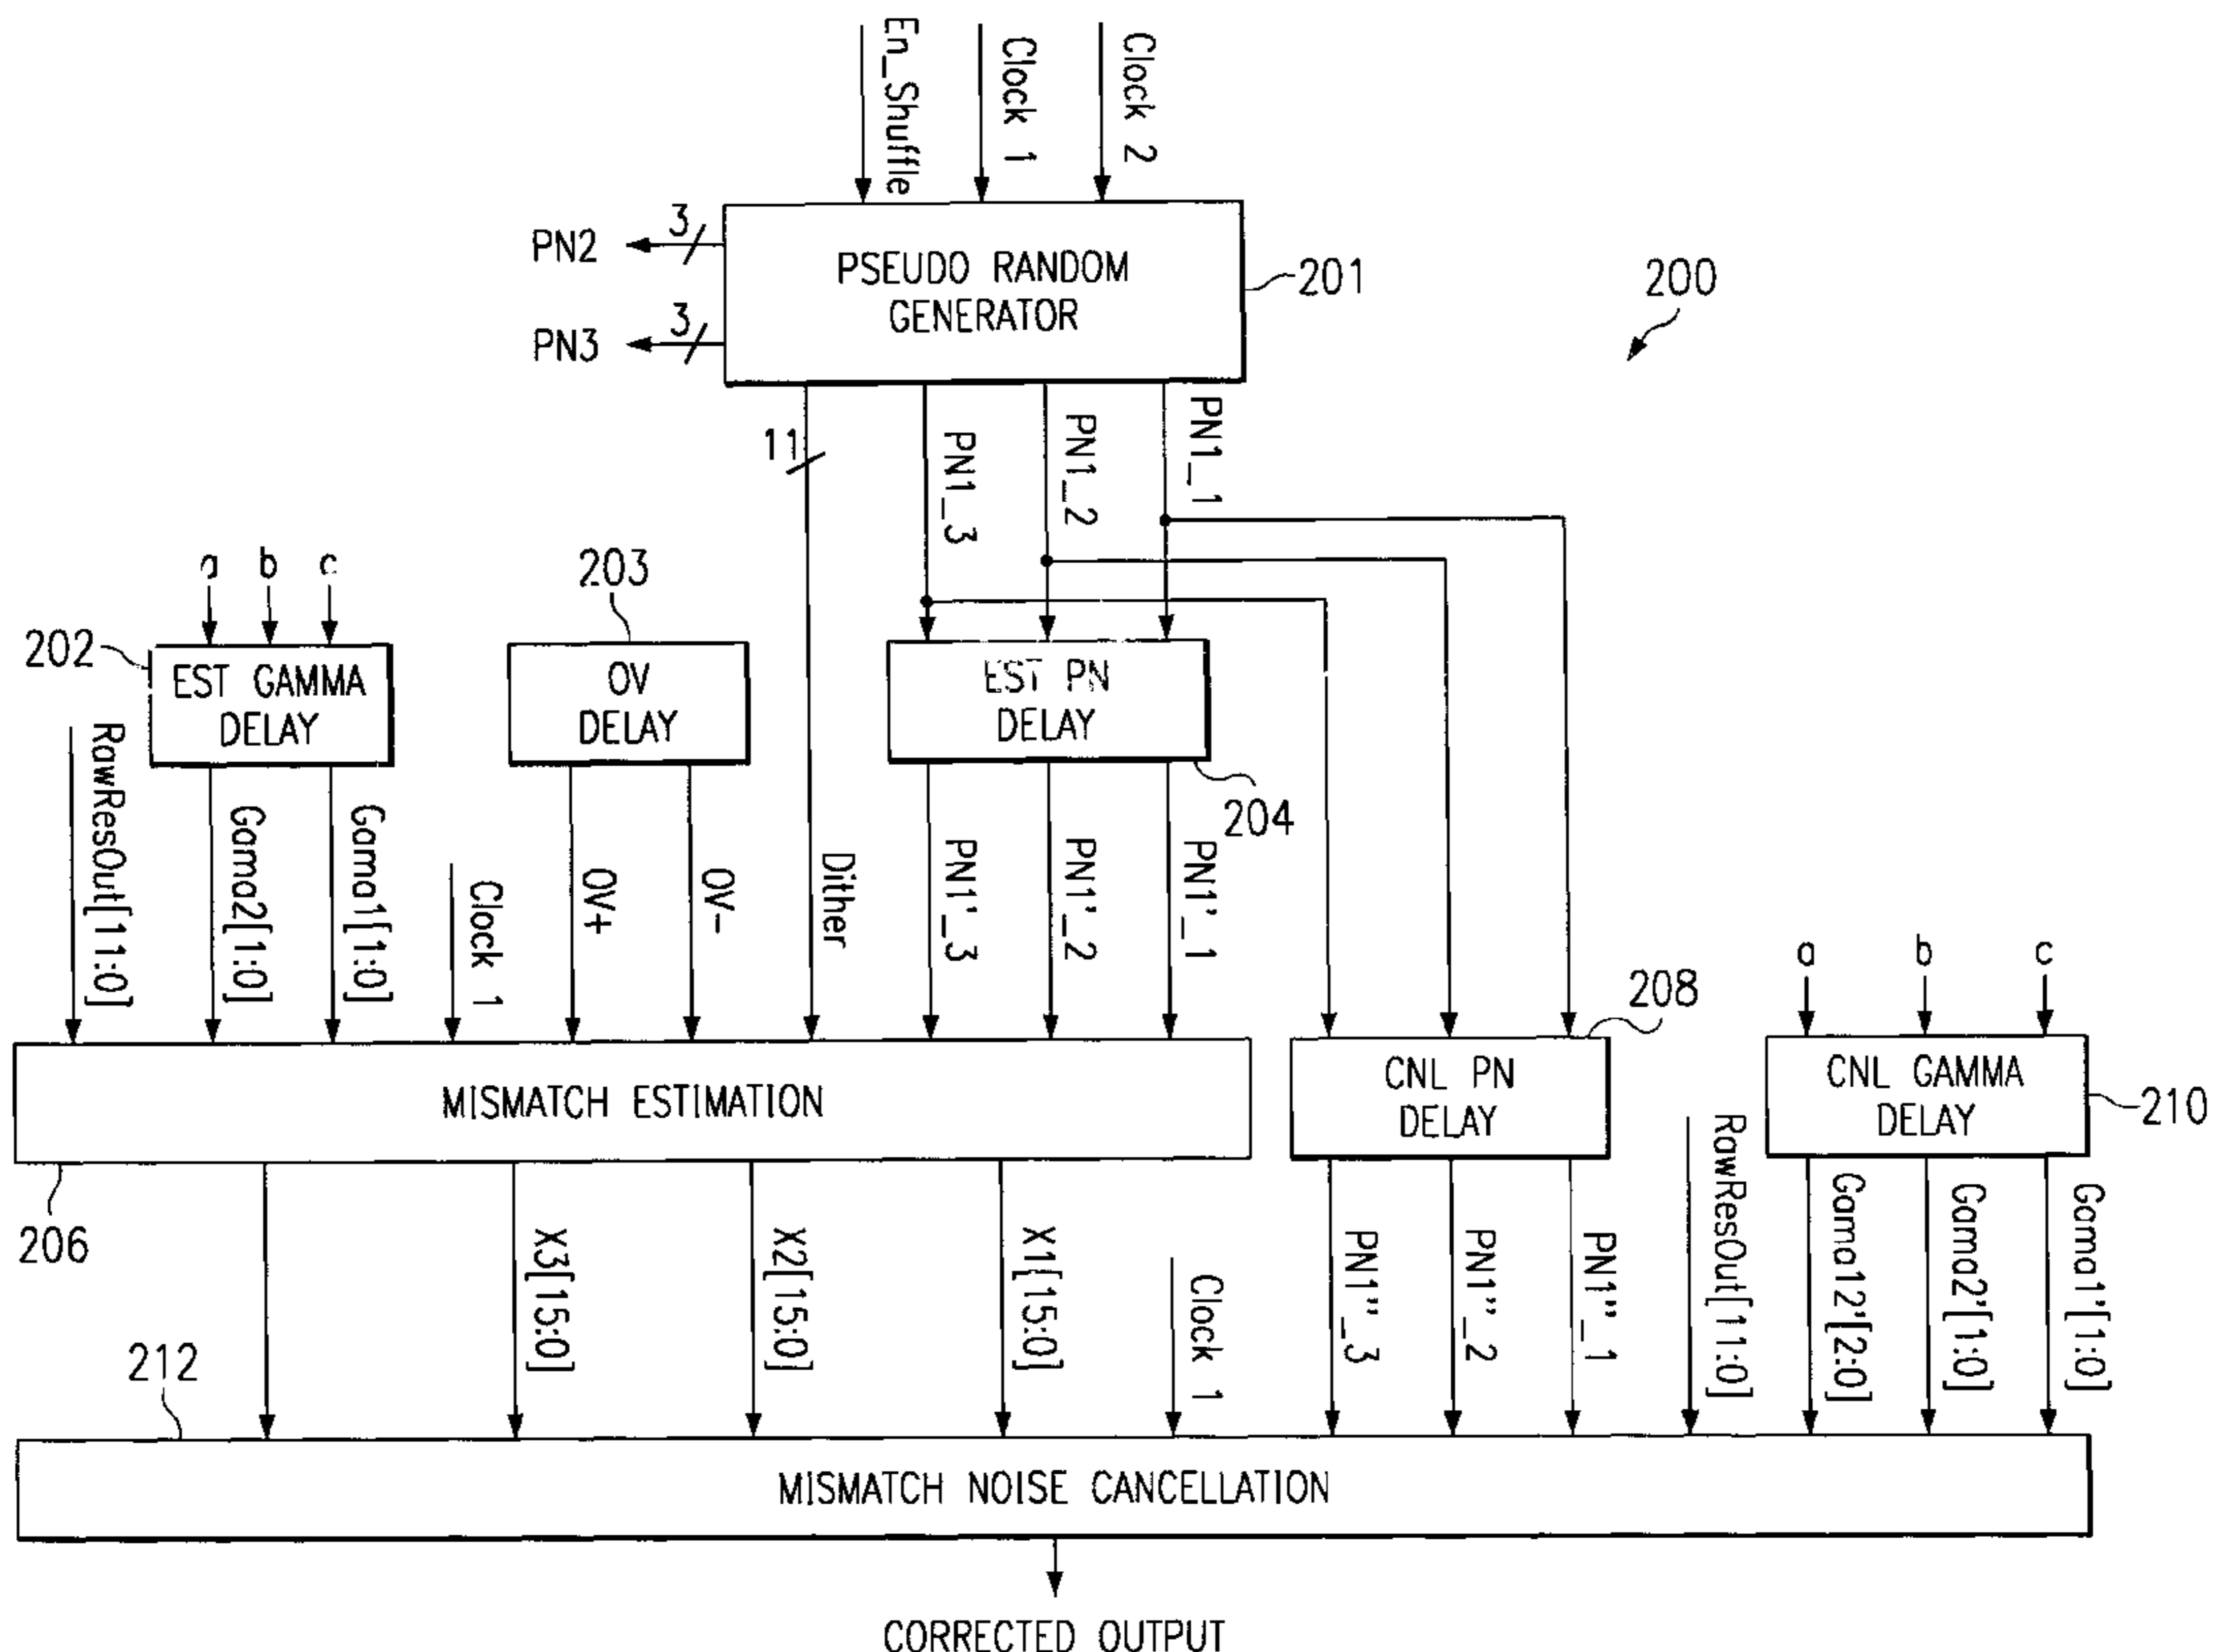 En_Shuffle
Clock 1
Clock 2
PN2
3
PN3
3
PSEUDO RANDOM
GENERATOR
201
200
11
PN1_3
PN1_2
PN1_1
a
b
c
203
202
EST GAMMA
DELAY
OV
DELAY
EST PN
DELAY
204
RawResOut[11:0]
Gama2[1:0]
Gama1[1:0]
Clock 1
OV+
OV-
Dither
PN1'_3
PN1'_2
PN1'_1
a
b
c
208
MISMATCH ESTIMATION
CNL PN
DELAY
CNL GAMMA
DELAY
210
206
X3[15:0]
X2[15:0]
X1[15:0]
Clock 1
PN1"_3
PN1"_2
PN1"_1
RawResOut[11:0]
Gama12'[2:0]
Gama2'[1:0]
Gama1'[1:0]
212
MISMATCH NOISE CANCELLATION
CORRECTED OUTPUT